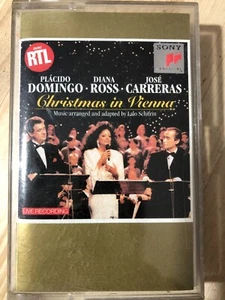 RTL
SONY
PLÁCIDO DIANA JOSÉ
DOMINGO · ROSS · CARRERAS
Christmas in Vienna
Music arranged and adapted by Lalo Schifrin
LIVE RECORDING